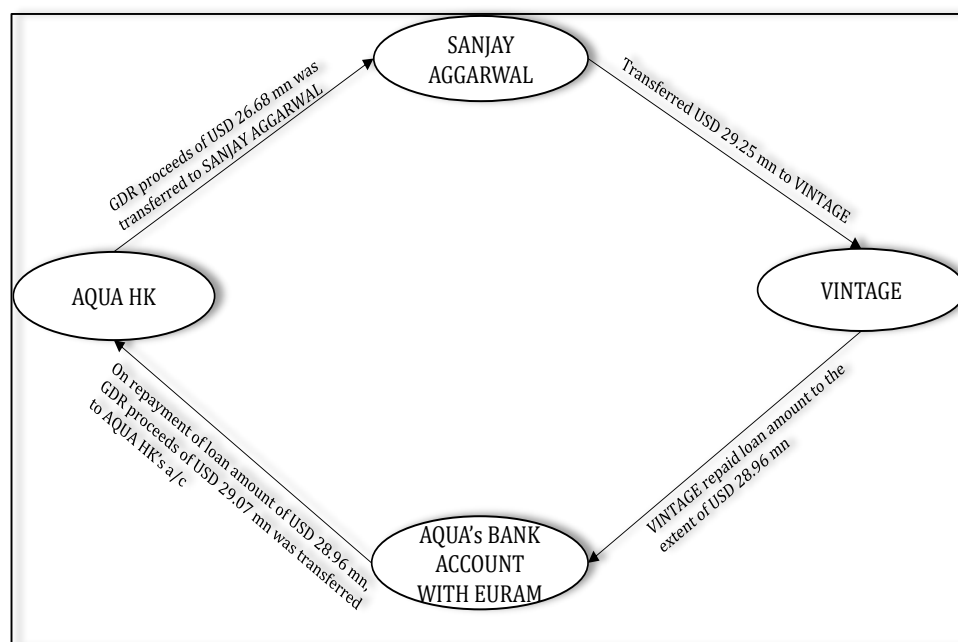 SANJAY
AGGARWAL
GDR proceeds of USD 26.68 mn was
transferred to SANJAY AGGARWAL
Transferred USD 29.25 mn to VINTAGE
AQUA HK
VINTAGE
On repayment of loan amount of USD 28.96 mn,
GDR proceeds of USD 29.07 mn was transferred
to AQUA HK's a/c
VINTAGE repaid loan amount to the
extent of USD 28.96 mn
AQUA's BANK
ACCOUNT
WITH EURAM